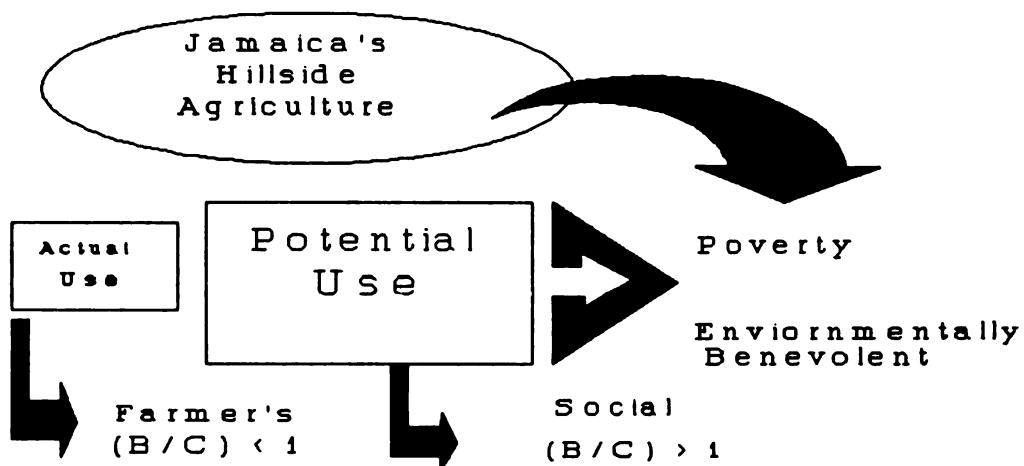 Jamaica's
Hillside
Agriculture
Actual
Use
Potential
Use
Poverty
Enviornmentally
Benevolent
Farmer's
(B/C) < 1
Social
(B/C) > 1